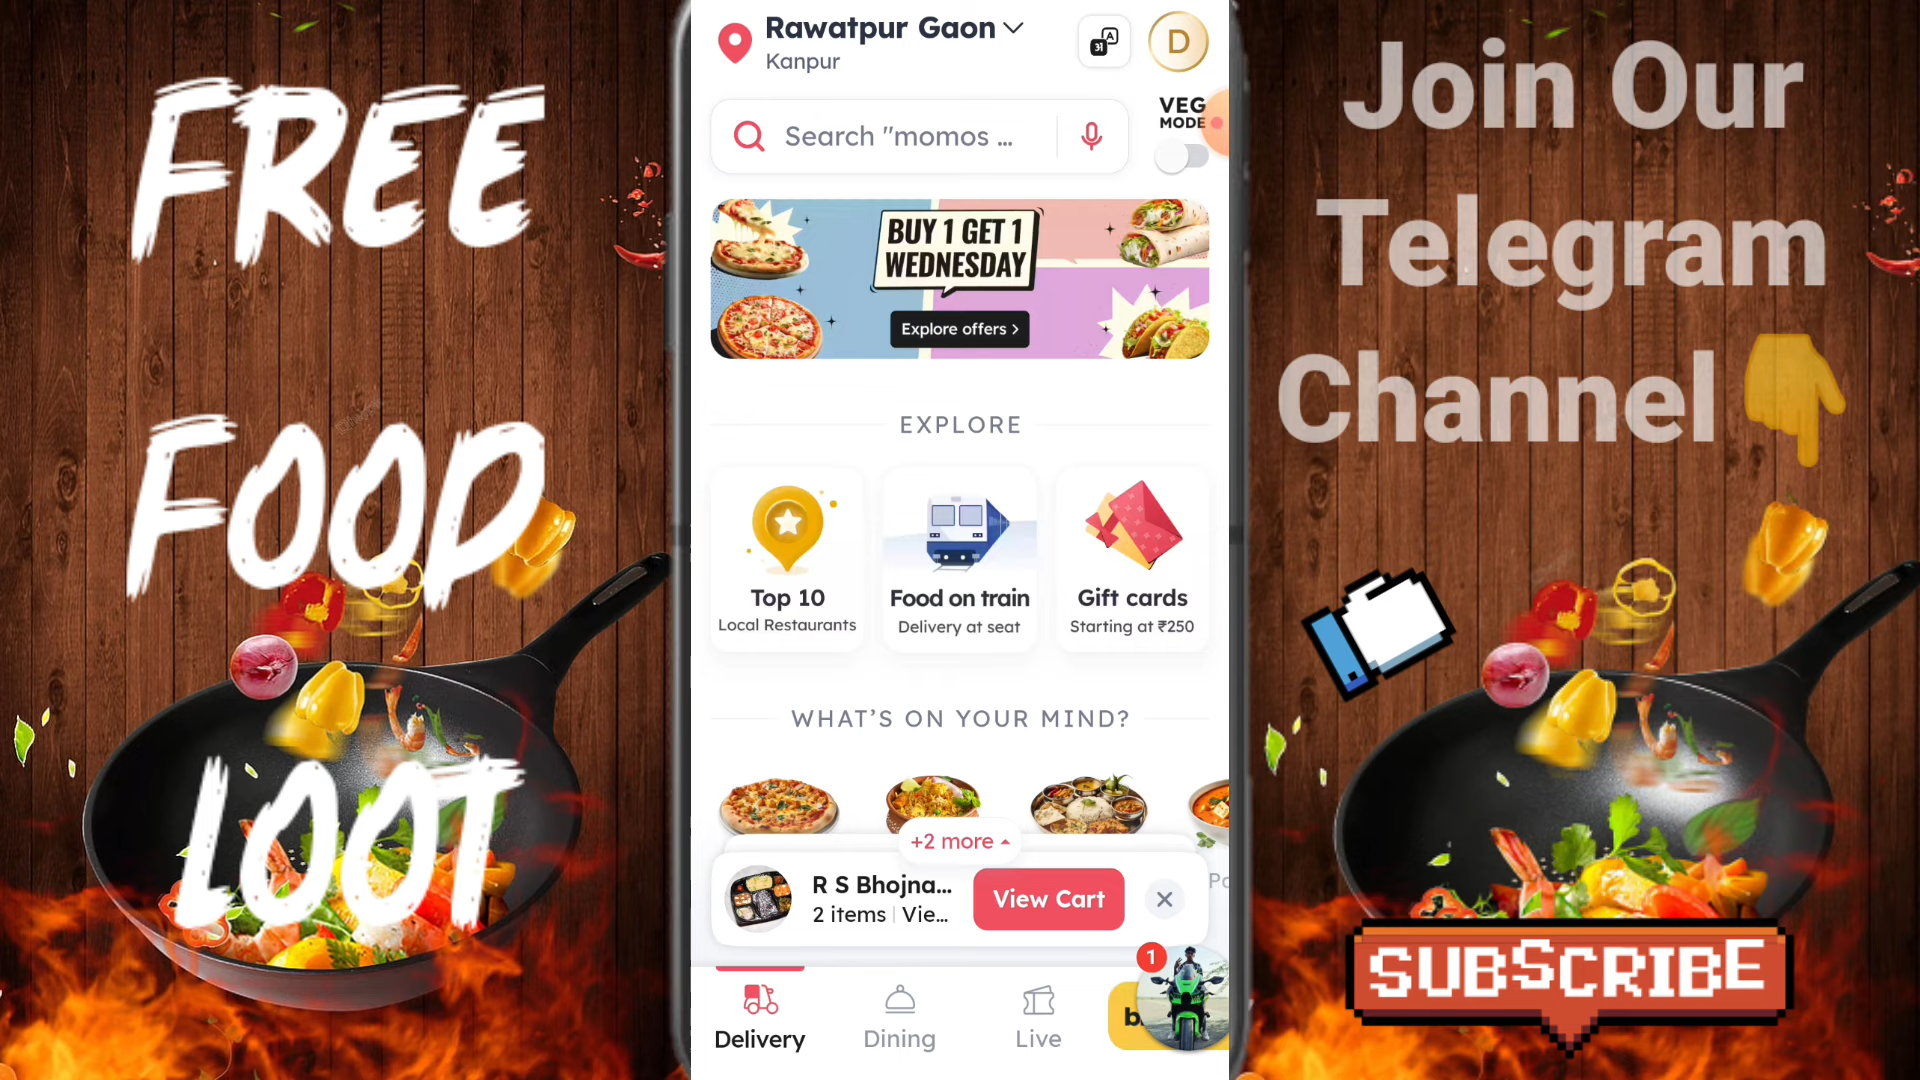 FREE
FOOD
LOOT
Rawatpur Gaon
Kanpur
D
Search "momos ...
VEG
MODE
BUY 1 GET 1
WEDNESDAY
Explore offers
EXPLORE
Top 10
Local Restaurants
Food on train
Delivery at seat
Gift cards
Starting at ₹250
WHAT'S ON YOUR MIND?
+2 more
R S Bhojna...
2 items | Vie...
View Cart
1
Delivery
Dining
Live
Join Our
Telegram
Channel
SUBSCRIBE